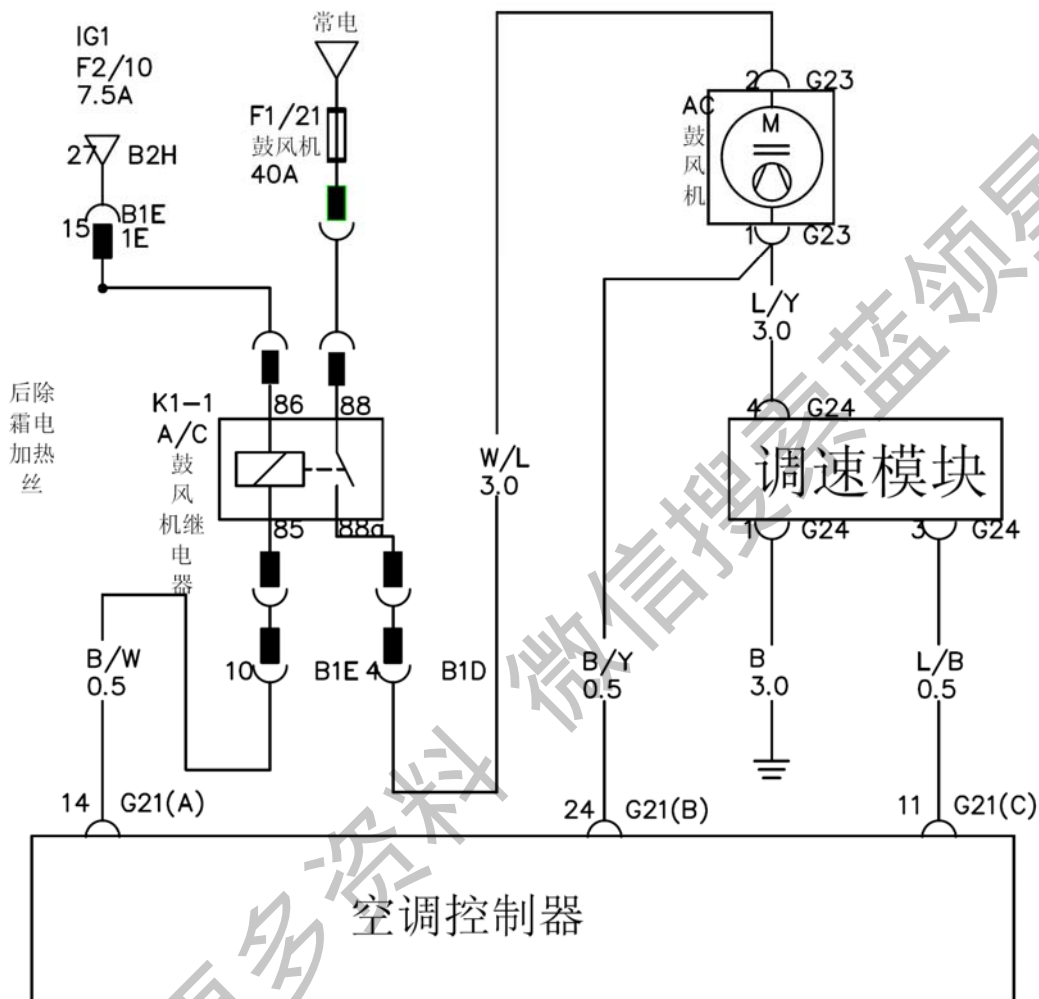 IG1
F2/10
7.5A
27
B2H
15
B1E
1E
常电
F1/21
鼓风机
40A
2
G23
AC
鼓
风
机
M
1
G23
L/Y
3.0
后除
霜电
加热
丝
K1-1
A/C
鼓
风
机继
电
器
86
88
85
88a
W/L
3.0
4
G24
调速模块
1
G24
3
G24
B/W
0.5
10
B1E
4
B1D
B/Y
0.5
B
3.0
L/B
0.5
14
G21(A)
24
G21(B)
11
G21(C)
空调控制器
多资料 微信搜索蓝领